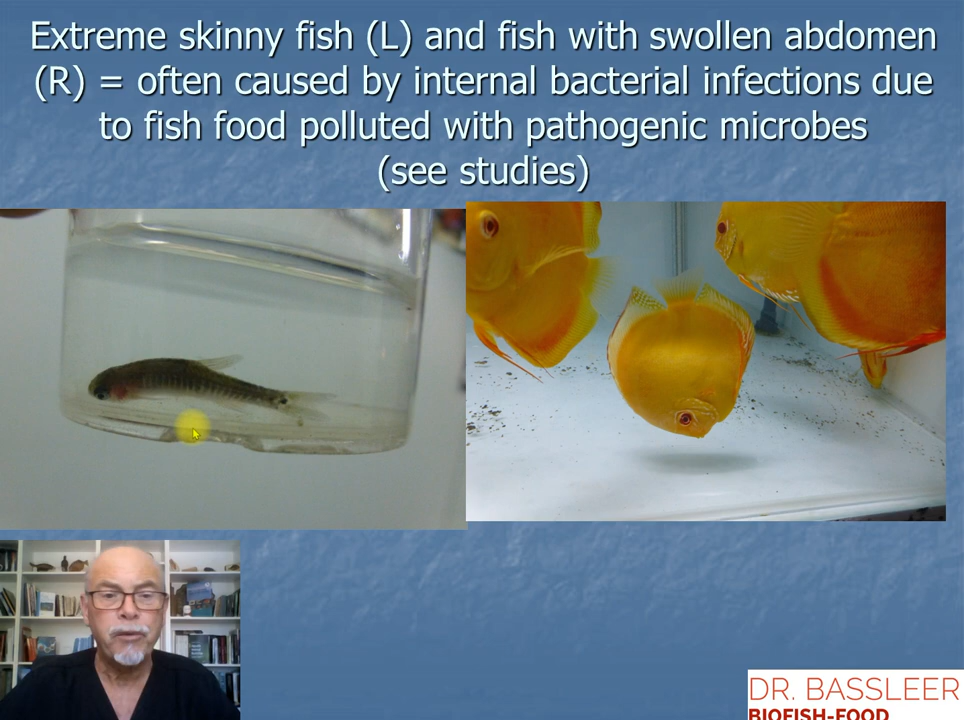 Extreme skinny fish (L) and fish with swollen abdomen
(R) = often caused by internal bacterial infections due
to fish food polluted with pathogenic microbes
(see studies)
DR. BASSLEER
BIOFISH-FOOD